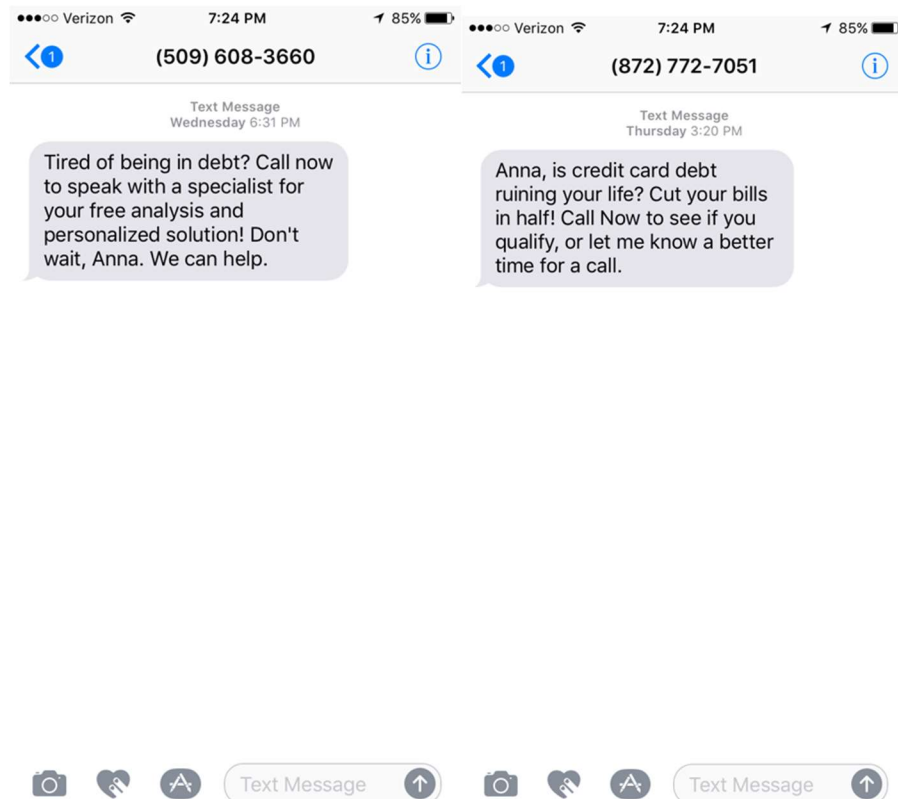 Verizon 7:24 PM 85%
1 (509) 608-3660 i
Text Message
Wednesday 6:31 PM
Tired of being in debt? Call now
to speak with a specialist for
your free analysis and
personalized solution! Don't
wait, Anna. We can help.
Text Message
Verizon 7:24 PM 85%
1 (872) 772-7051 i
Text Message
Thursday 3:20 PM
Anna, is credit card debt
ruining your life? Cut your bills
in half! Call Now to see if you
qualify, or let me know a better
time for a call.
Text Message